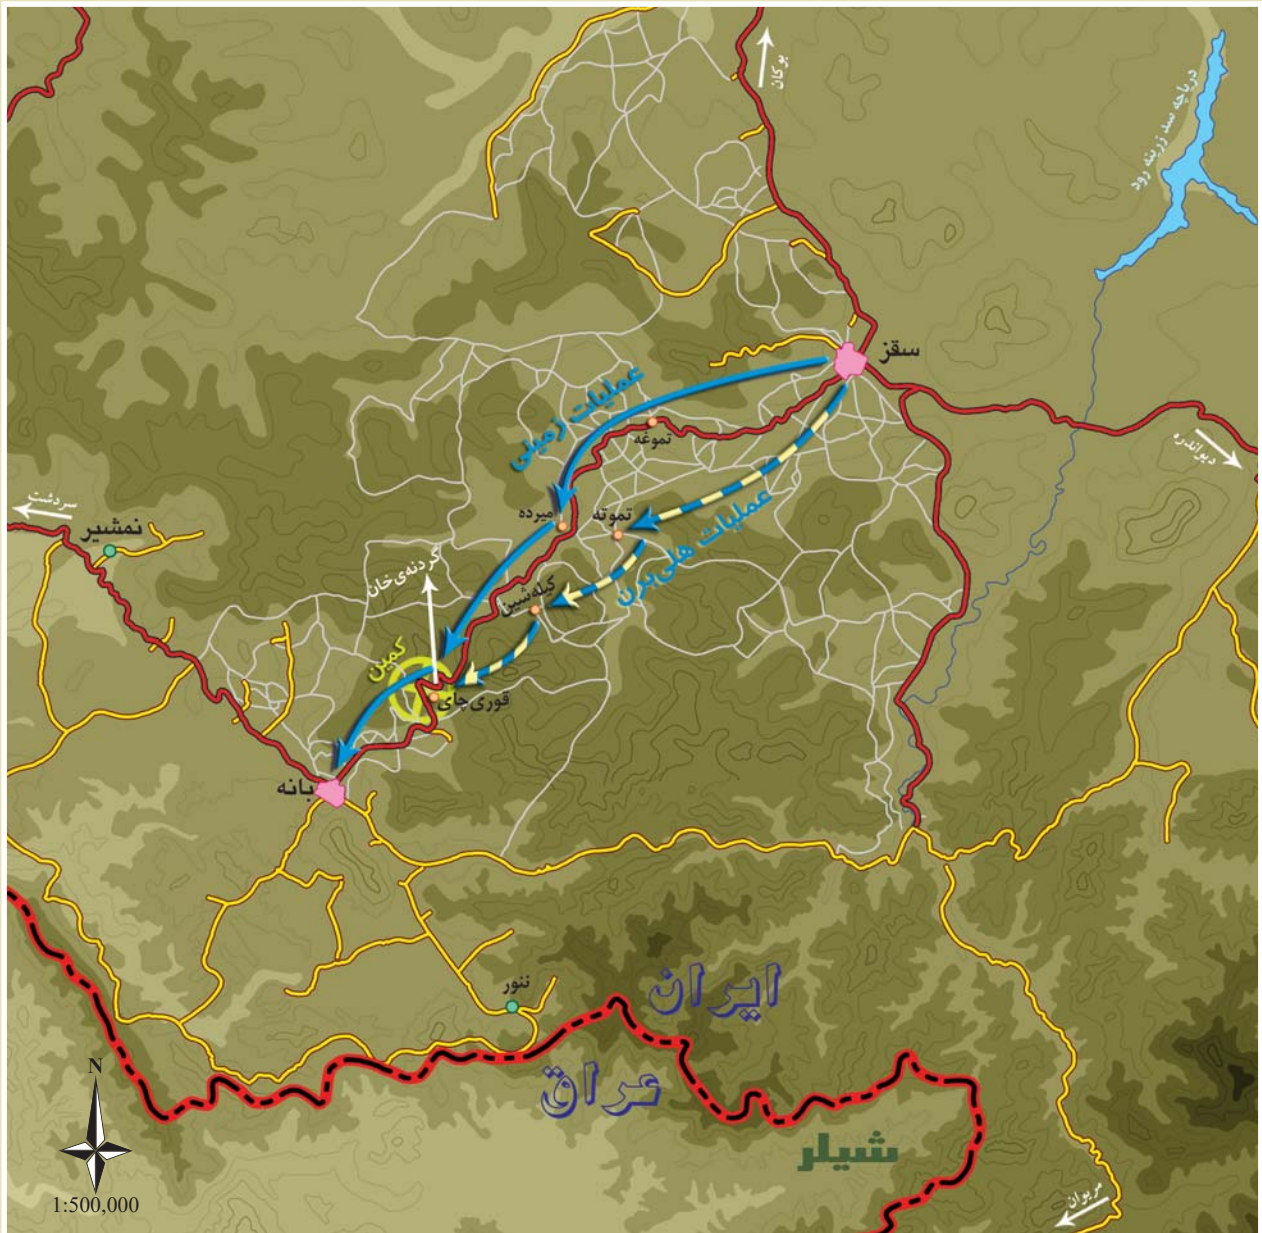 بوکان
دریاچه سد زرینه رود
سقز
عملیات زمینی
تموغه
دیواندره
سردشت
نمشیر
میرده
تموته
عملیات هلی‌برن
گردنه‌ی خان
کیله شین
کمین
قوری چای
بانه
ایران
ننور
عراق
شیلر
مریوان
N
1:500,000